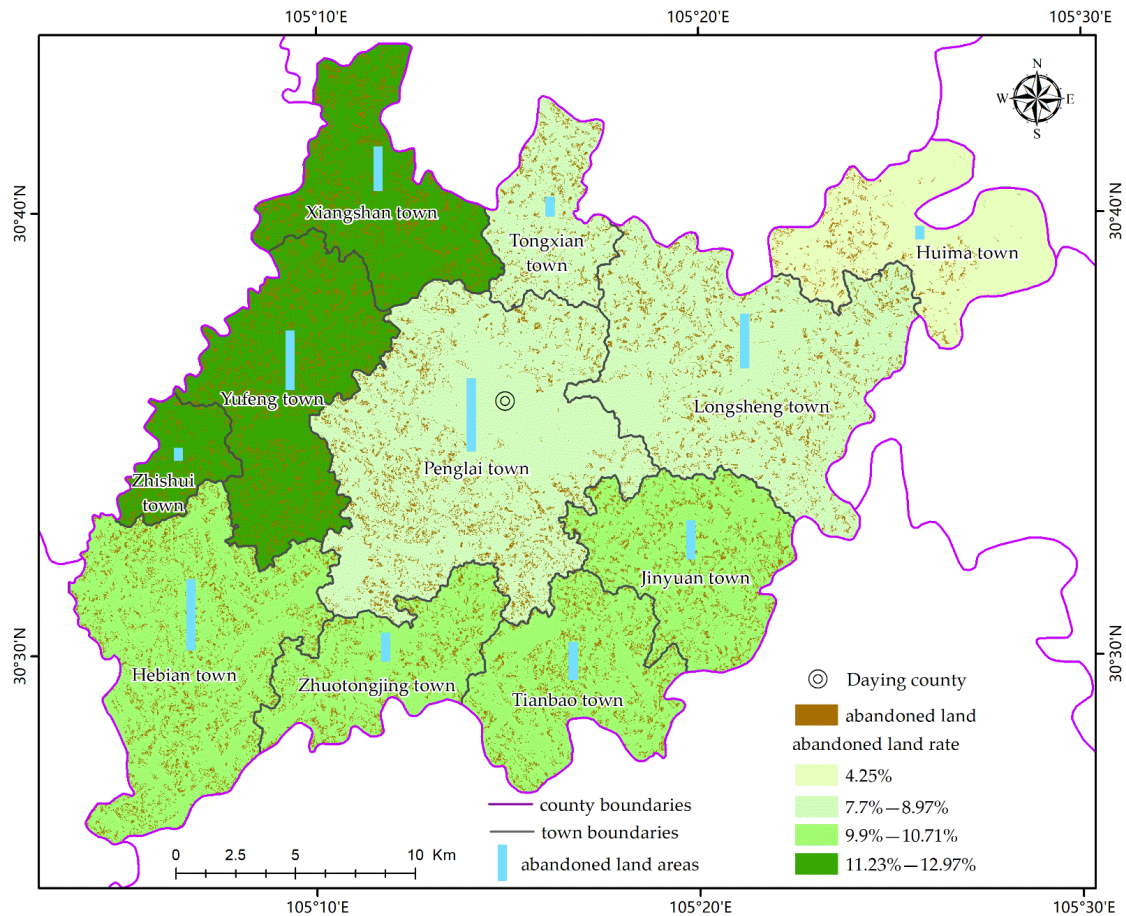 105°10'E
105°20'E
105°30'E
N
W
E
S
30°40'N
30°40'N
Xiangshan town
Tongxian
town
Huima town
Yufeng town
Longsheng town
Penglai town
Zhishui
town
Jinyuan town
30°30'N
30°30'N
Hebian town
Zhuotongjing town
Tianbao town
Daying county
abandoned land
abandoned land rate
4.25%
7.7%—8.97%
9.9%—10.71%
11.23%—12.97%
county boundaries
town boundaries
abandoned land areas
0 2.5 5 10 Km
105°10'E
105°20'E
105°30'E